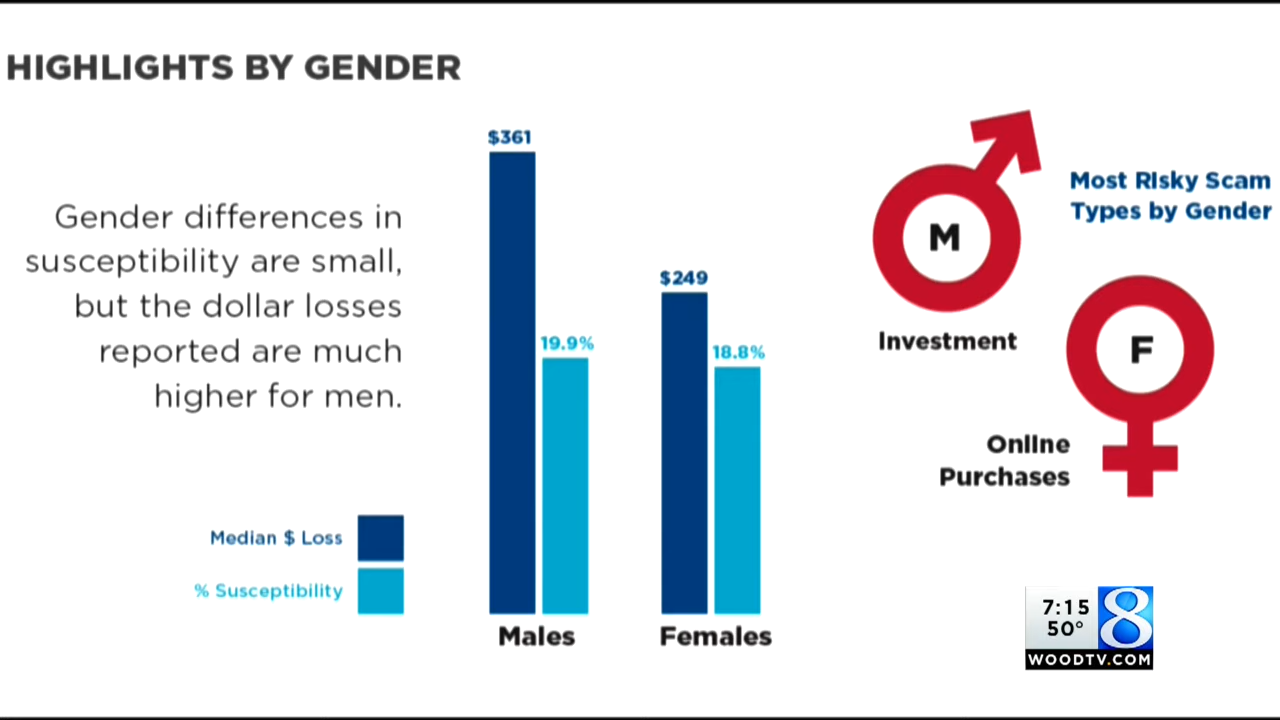 HIGHLIGHTS BY GENDER
Gender differences in
susceptibility are small,
but the dollar losses
reported are much
higher for men.
Median $ Loss
% Susceptibility
$361
19.9%
Males
$249
18.8%
Females
Most Risky Scam
Types by Gender
M
Investment
F
Online
Purchases
7:15
50°
8
WOODTV.COM